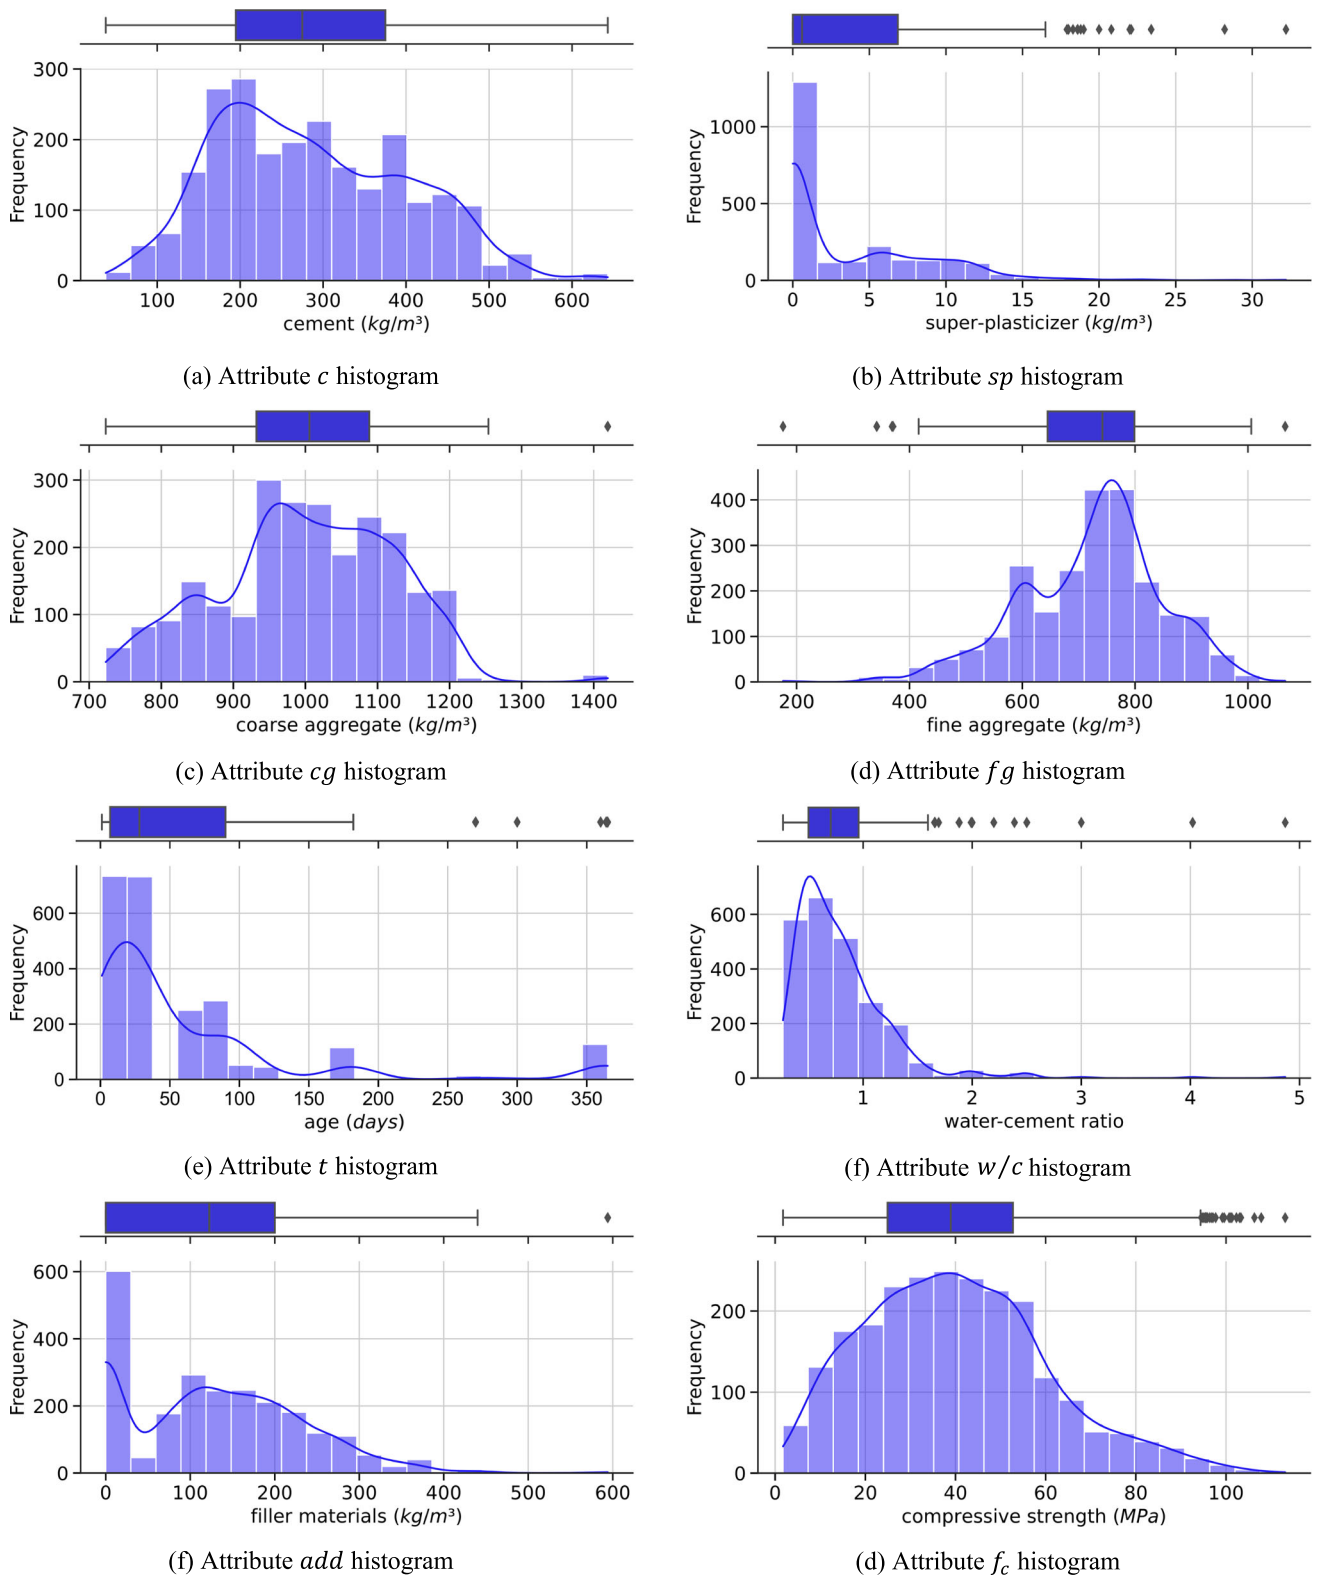 300
200
100
0
Frequency
100 200 300 400 500 600
cement (kg/m³)
(a) Attribute c histogram
1000
500
0
Frequency
0 5 10 15 20 25 30
super-plasticizer (kg/m³)
(b) Attribute sp histogram
300
200
100
0
Frequency
700 800 900 1000 1100 1200 1300 1400
coarse aggregate (kg/m³)
(c) Attribute cg histogram
400
300
200
100
0
Frequency
200 400 600 800 1000
fine aggregate (kg/m³)
(d) Attribute fg histogram
600
400
200
0
Frequency
0 50 100 150 200 250 300 350
age (days)
(e) Attribute t histogram
600
400
200
0
Frequency
1 2 3 4 5
water-cement ratio
(f) Attribute w/c histogram
600
400
200
0
Frequency
0 100 200 300 400 500 600
filler materials (kg/m³)
(f) Attribute add histogram
200
100
0
Frequency
0 20 40 60 80 100
compressive strength (MPa)
(d) Attribute fc histogram